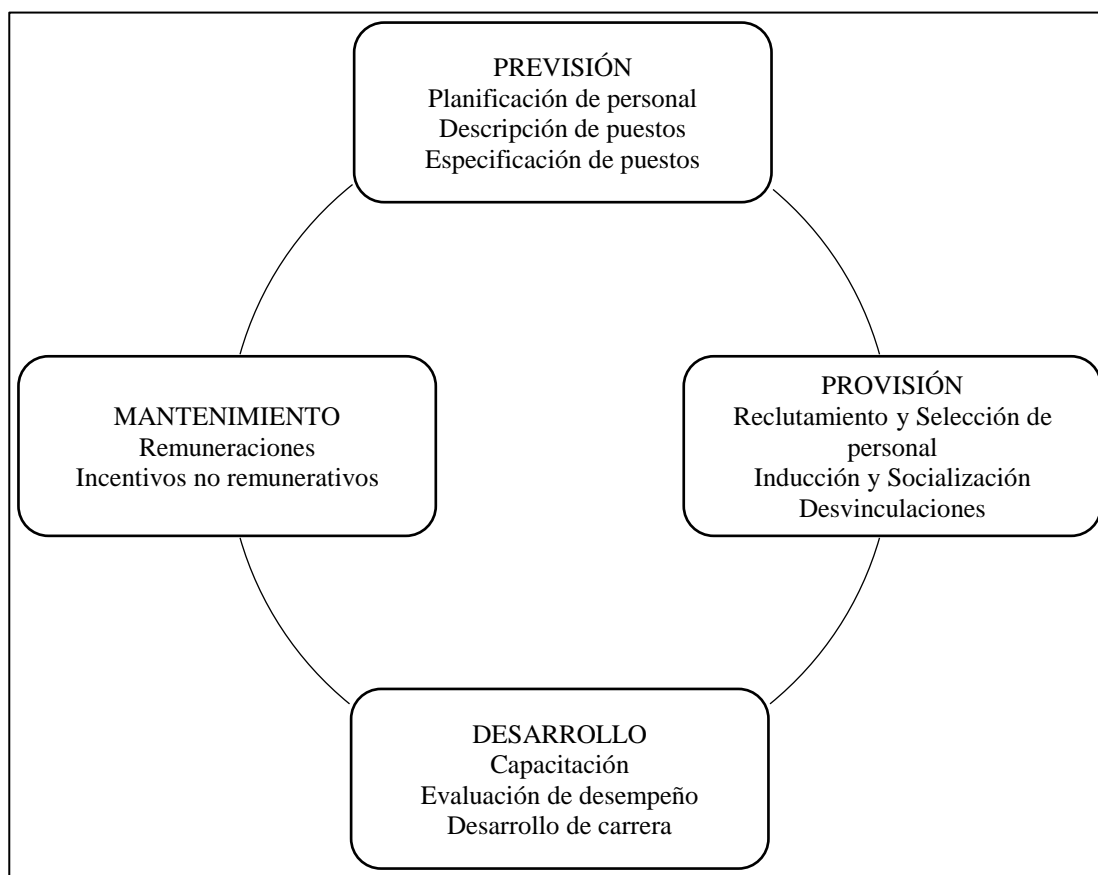 PREVISIÓN
Planificación de personal
Descripción de puestos
Especificación de puestos
PROVISIÓN
Reclutamiento y Selección de
personal
Inducción y Socialización
Desvinculaciones
MANTENIMIENTO
Remuneraciones
Incentivos no remunerativos
DESARROLLO
Capacitación
Evaluación de desempeño
Desarrollo de carrera